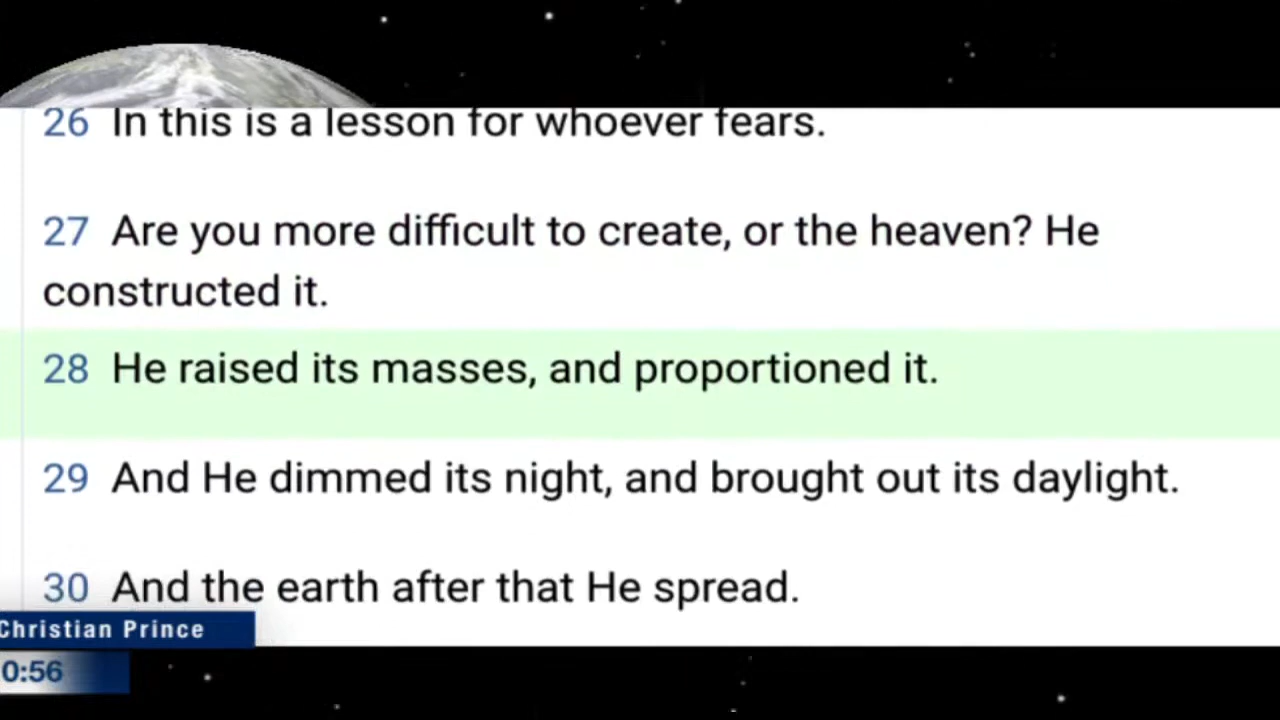 26 In this is a lesson for whoever fears.
27 Are you more difficult to create, or the heaven? He
constructed it.
28 He raised its masses, and proportioned it.
29 And He dimmed its night, and brought out its daylight.
30 And the earth after that He spread.
Christian Prince
0:56